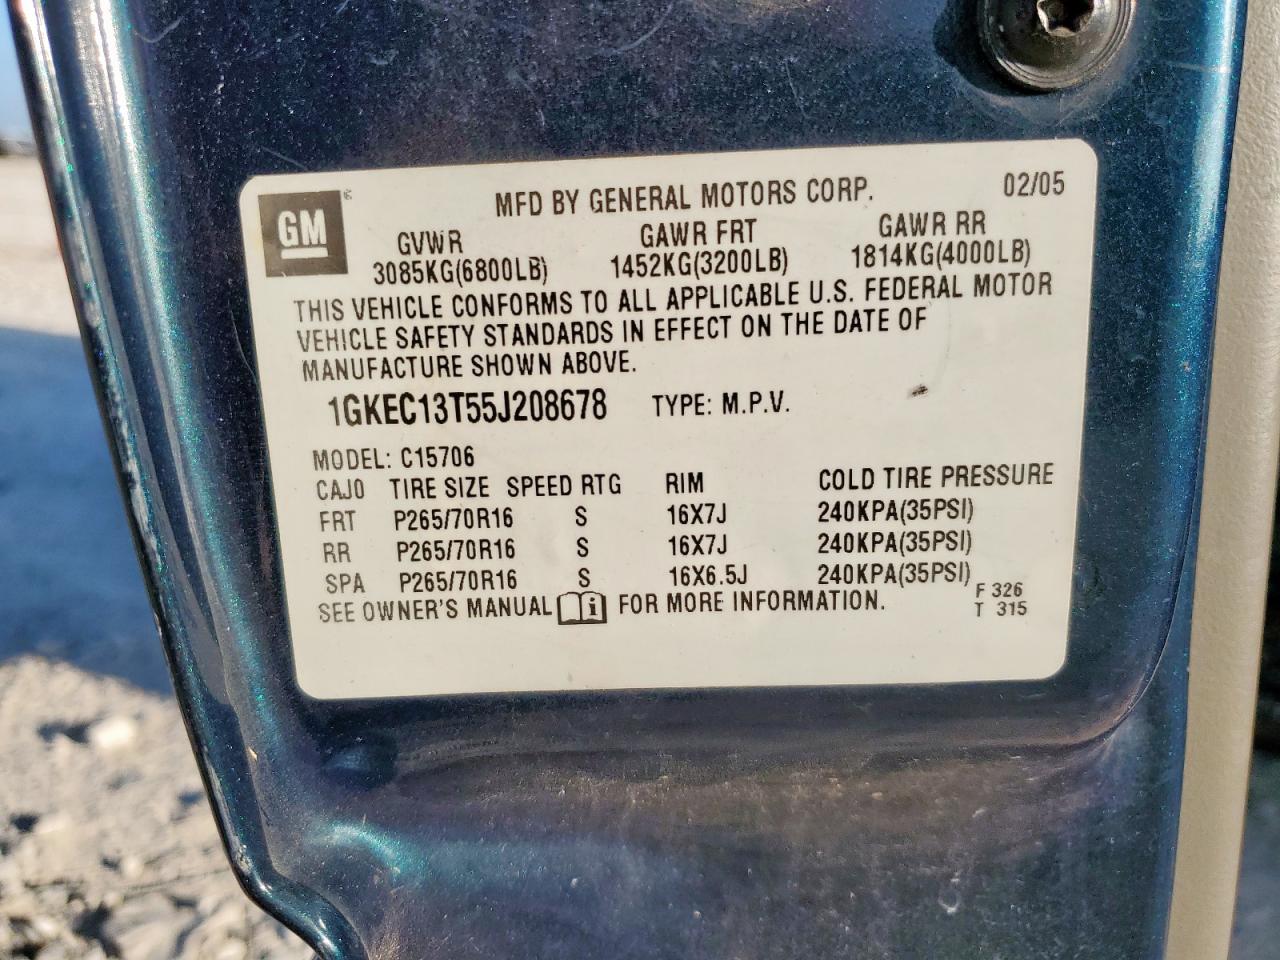 GM
MFD BY GENERAL MOTORS CORP. 02/05
GVWR GAWR FRT GAWR RR
3085KG(6800LB) 1452KG(3200LB) 1814KG(4000LB)
THIS VEHICLE CONFORMS TO ALL APPLICABLE U.S. FEDERAL MOTOR
VEHICLE SAFETY STANDARDS IN EFFECT ON THE DATE OF
MANUFACTURE SHOWN ABOVE.
1GKEC13T55J208678 TYPE: M.P.V.
MODEL: C15706
CAJO TIRE SIZE SPEED RTG RIM COLD TIRE PRESSURE
FRT P265/70R16 S 16X7J 240KPA(35PSI)
RR P265/70R16 S 16X7J 240KPA(35PSI)
SPA P265/70R16 S 16X6.5J 240KPA(35PSI)
SEE OWNER'S MANUAL i FOR MORE INFORMATION.
F 326
T 315